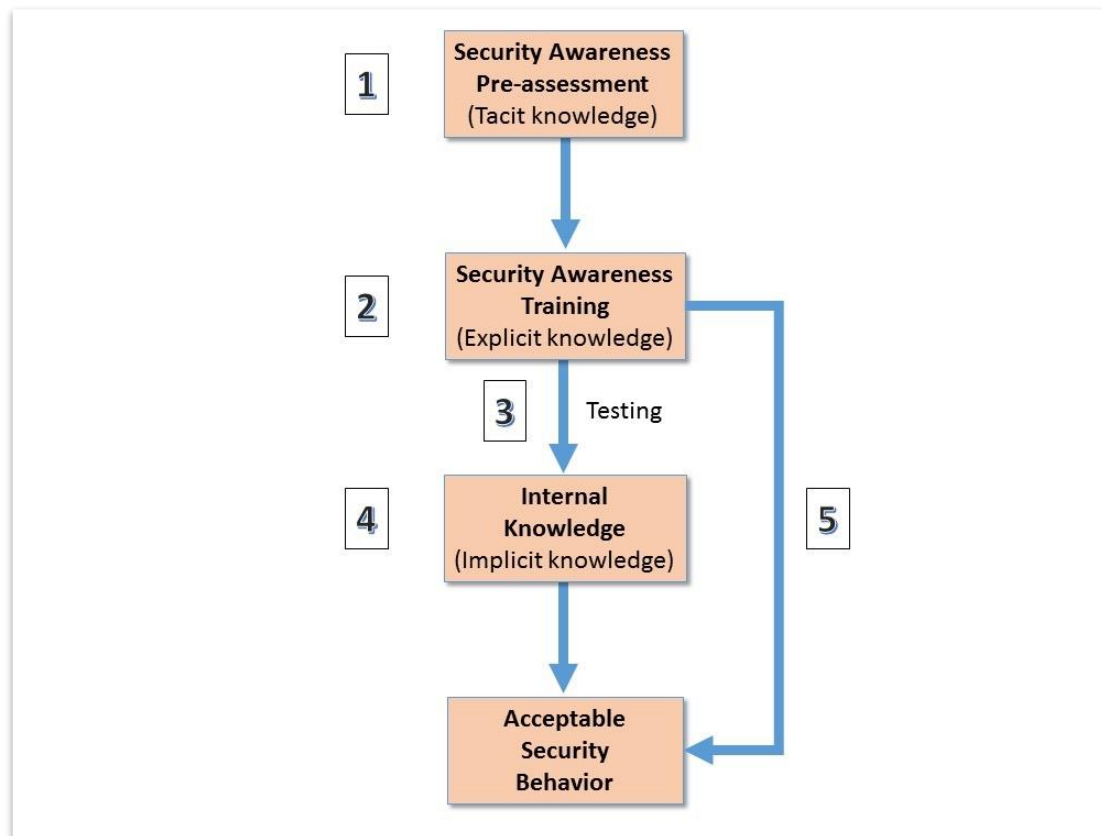 1
Security Awareness
Pre-assessment
(Tacit knowledge)
2
Security Awareness
Training
(Explicit knowledge)
3
Testing
4
Internal
Knowledge
(Implicit knowledge)
5
Acceptable
Security
Behavior